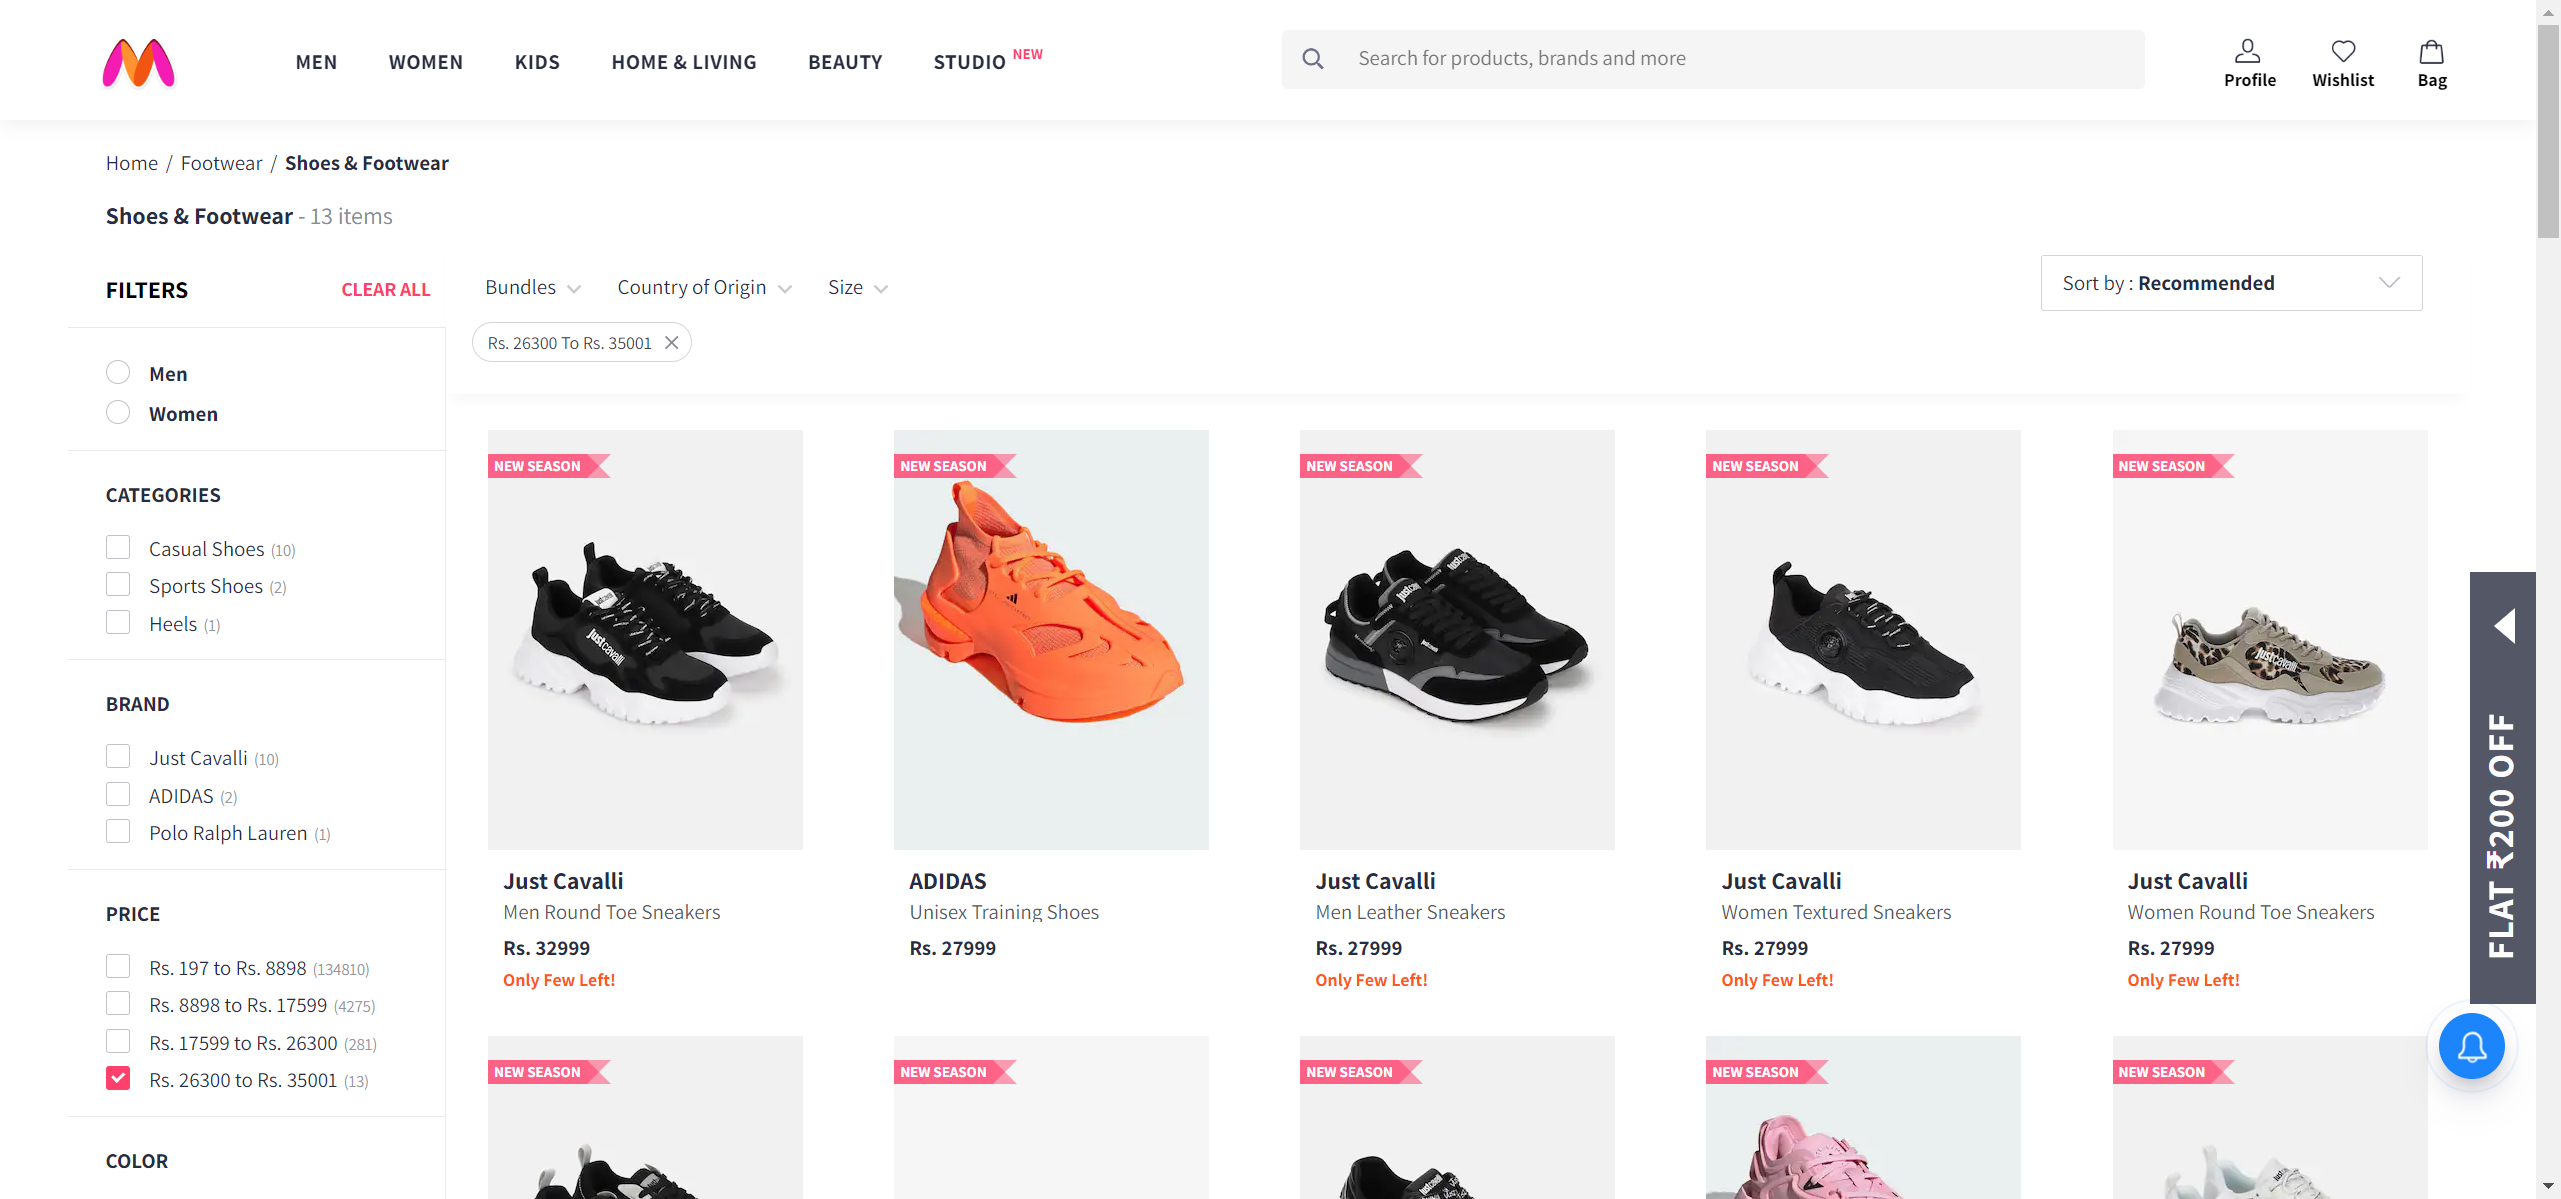 MEN WOMEN KIDS HOME & LIVING BEAUTY STUDIO NEW
Search for products, brands and more
Profile Wishlist Bag
Home / Footwear / Shoes & Footwear
Shoes & Footwear - 13 items
FILTERS CLEAR ALL
Bundles Country of Origin Size
Sort by : Recommended
Rs. 26300 To Rs. 35001
Men
Women
CATEGORIES
Casual Shoes (10)
Sports Shoes (2)
Heels (1)
BRAND
Just Cavalli (10)
ADIDAS (2)
Polo Ralph Lauren (1)
PRICE
Rs. 197 to Rs. 8898 (134810)
Rs. 8898 to Rs. 17599 (4275)
Rs. 17599 to Rs. 26300 (281)
Rs. 26300 to Rs. 35001 (13)
COLOR
NEW SEASON
just cavalli
Just Cavalli
Men Round Toe Sneakers
Rs. 32999
Only Few Left!
NEW SEASON
ADIDAS
Unisex Training Shoes
Rs. 27999
NEW SEASON
Just Cavalli
Men Leather Sneakers
Rs. 27999
Only Few Left!
NEW SEASON
Just Cavalli
Women Textured Sneakers
Rs. 27999
Only Few Left!
NEW SEASON
just cavalli
Just Cavalli
Women Round Toe Sneakers
Rs. 27999
Only Few Left!
FLAT ₹200 OFF
NEW SEASON
NEW SEASON
NEW SEASON
NEW SEASON
NEW SEASON